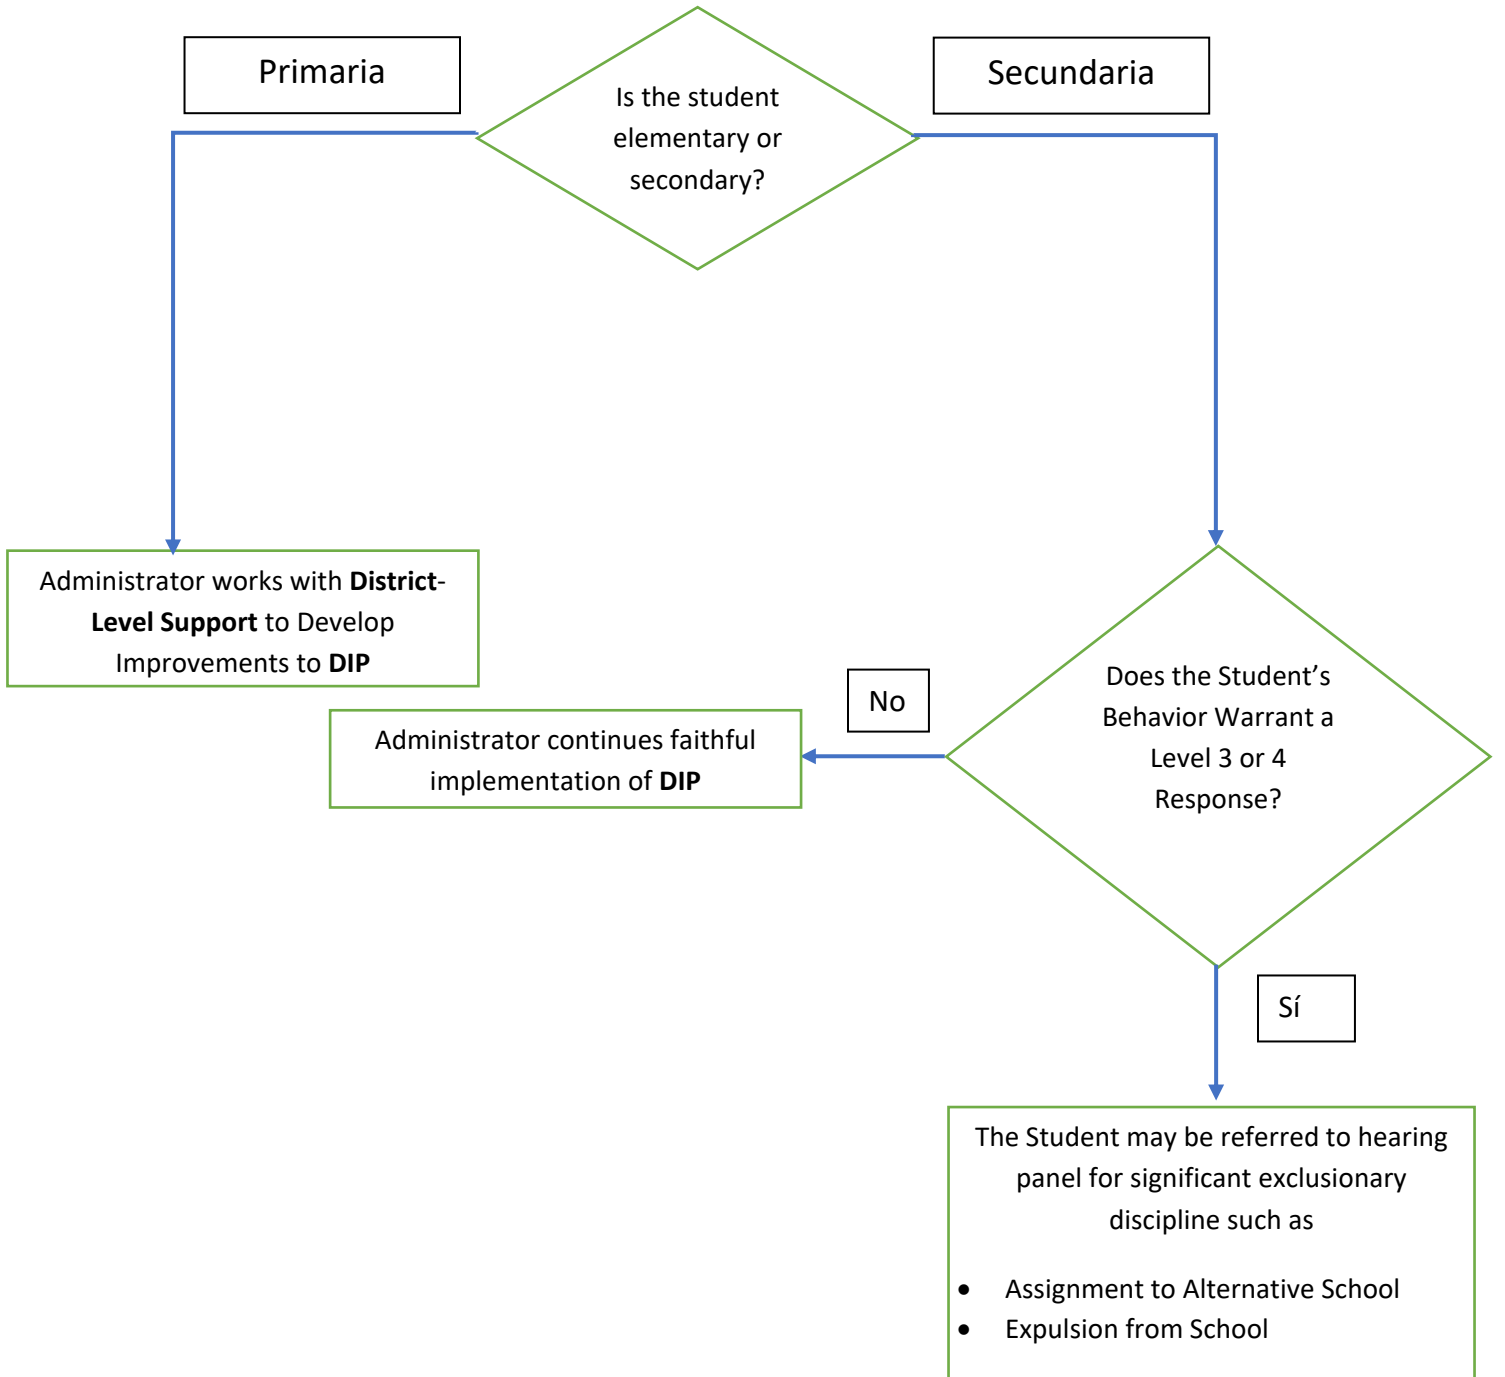 Primaria
Is the student
elementary or
secondary?
Secundaria
Administrator works with District-
Level Support to Develop
Improvements to DIP
No
Administrator continues faithful
implementation of DIP
Does the Student’s
Behavior Warrant a
Level 3 or 4
Response?
Sí
The Student may be referred to hearing
panel for significant exclusionary
discipline such as
• Assignment to Alternative School
• Expulsion from School